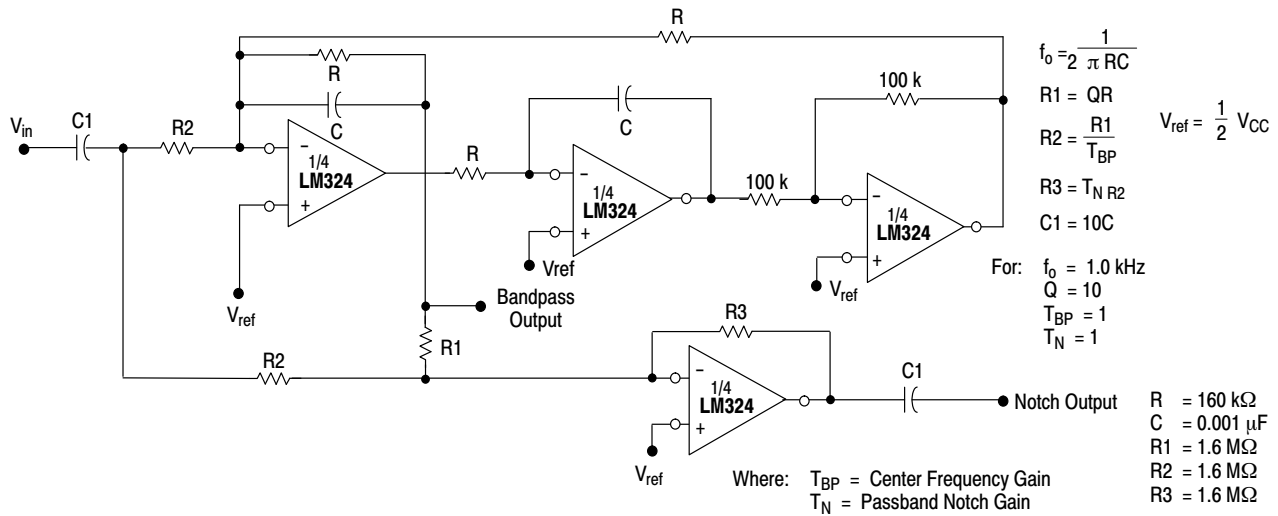 R
R
C
C1
V_in
R2
1/4
LM324
−
+
V_ref
R
C
1/4
LM324
−
+
Vref
100 k
100 k
1/4
LM324
−
+
V_ref
Bandpass
Output
R1
R2
R3
1/4
LM324
−
+
V_ref
C1
Notch Output
f_o = 2 1/π RC
R1 = QR
R2 = R1/T_BP
R3 = T_N R2
C1 = 10C
V_ref = 1/2 V_CC
For: f_o = 1.0 kHz
Q = 10
T_BP = 1
T_N = 1
R = 160 kΩ
C = 0.001 μF
R1 = 1.6 MΩ
R2 = 1.6 MΩ
R3 = 1.6 MΩ
Where: T_BP = Center Frequency Gain
T_N = Passband Notch Gain